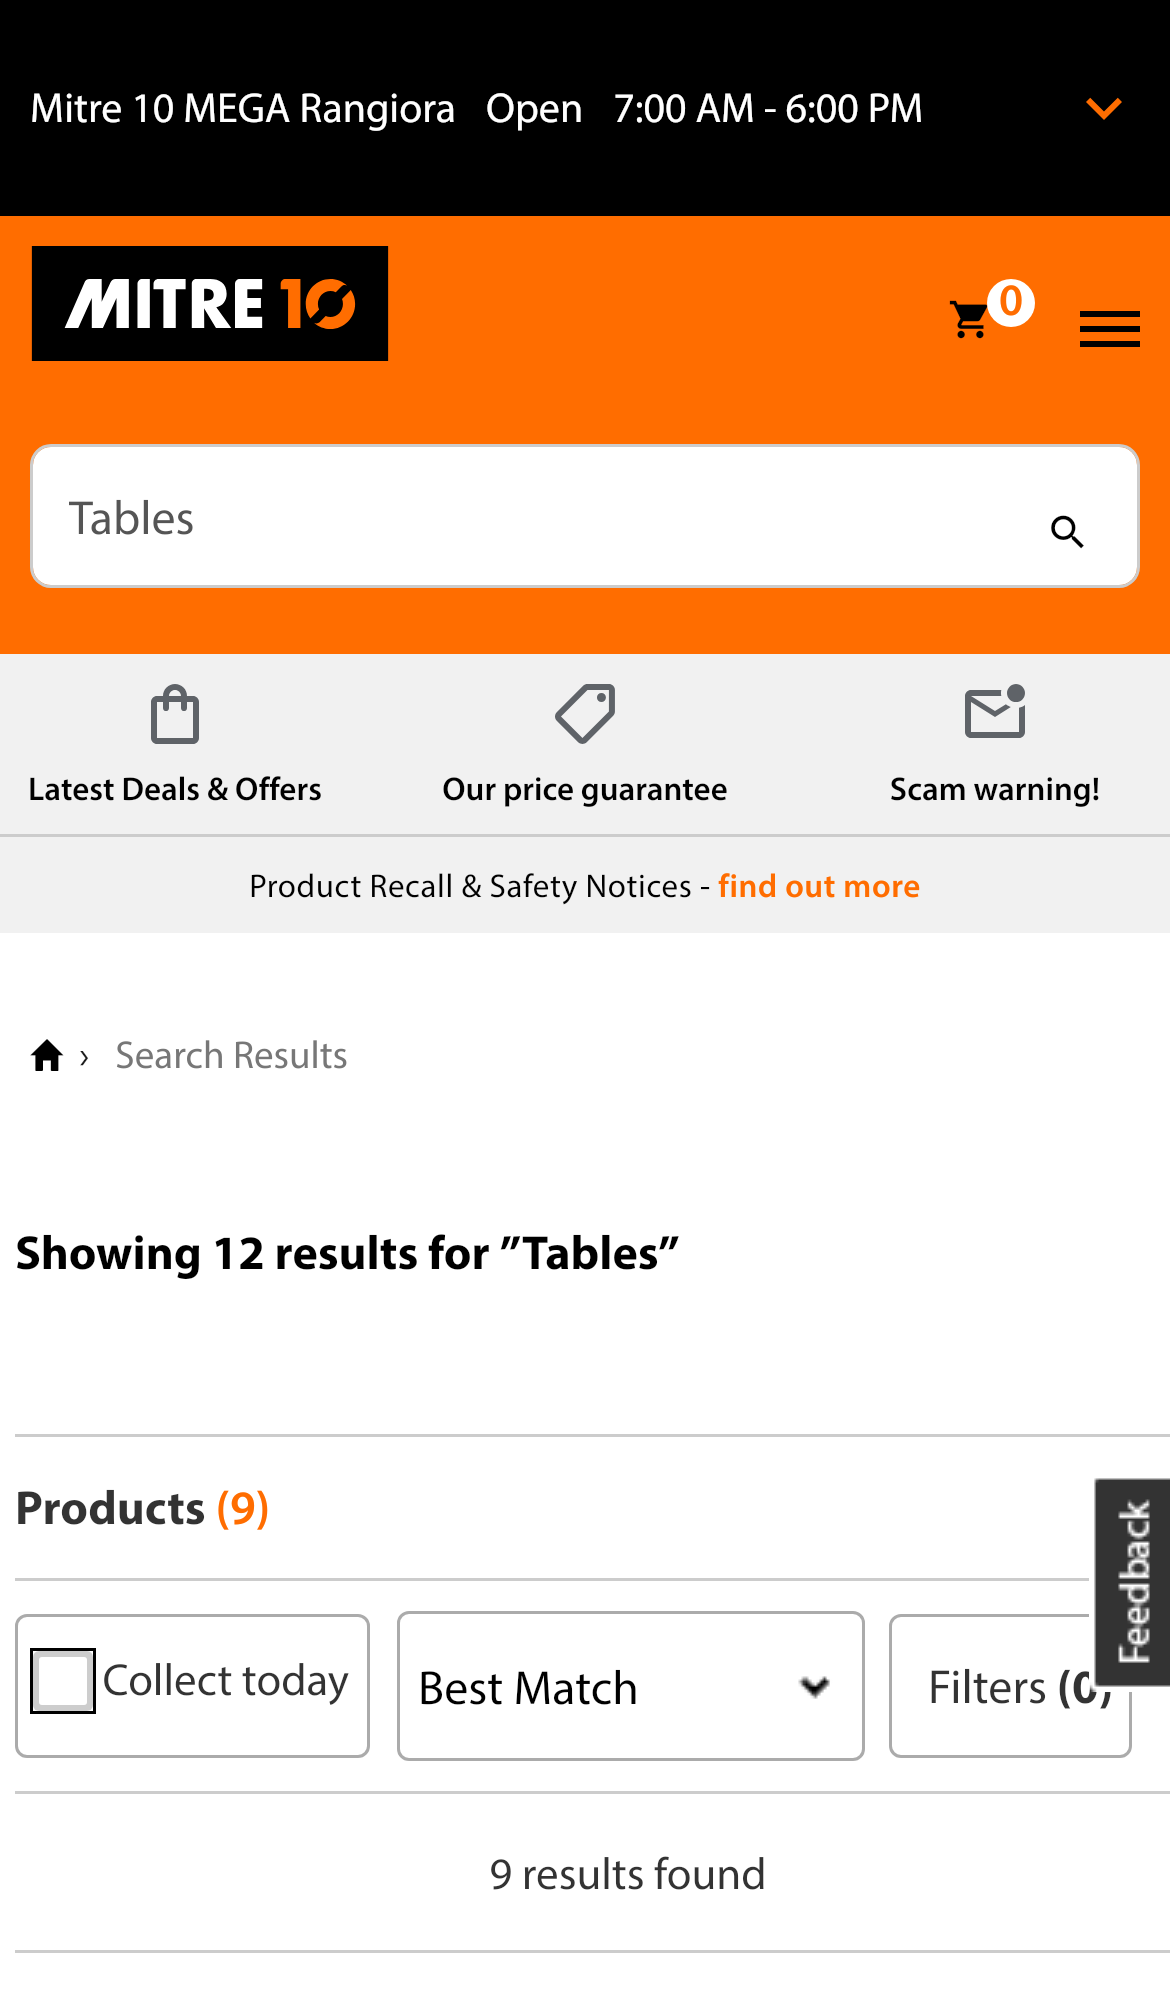 Mitre 10 MEGA Rangiora Open 7:00 AM - 6:00 PM
MITRE 10
0
Tables
Latest Deals & Offers
Our price guarantee
Scam warning!
Product Recall & Safety Notices - find out more
› Search Results
Showing 12 results for ”Tables”
Products (9)
Feedback
Collect today
Best Match
Filters (0)
9 results found